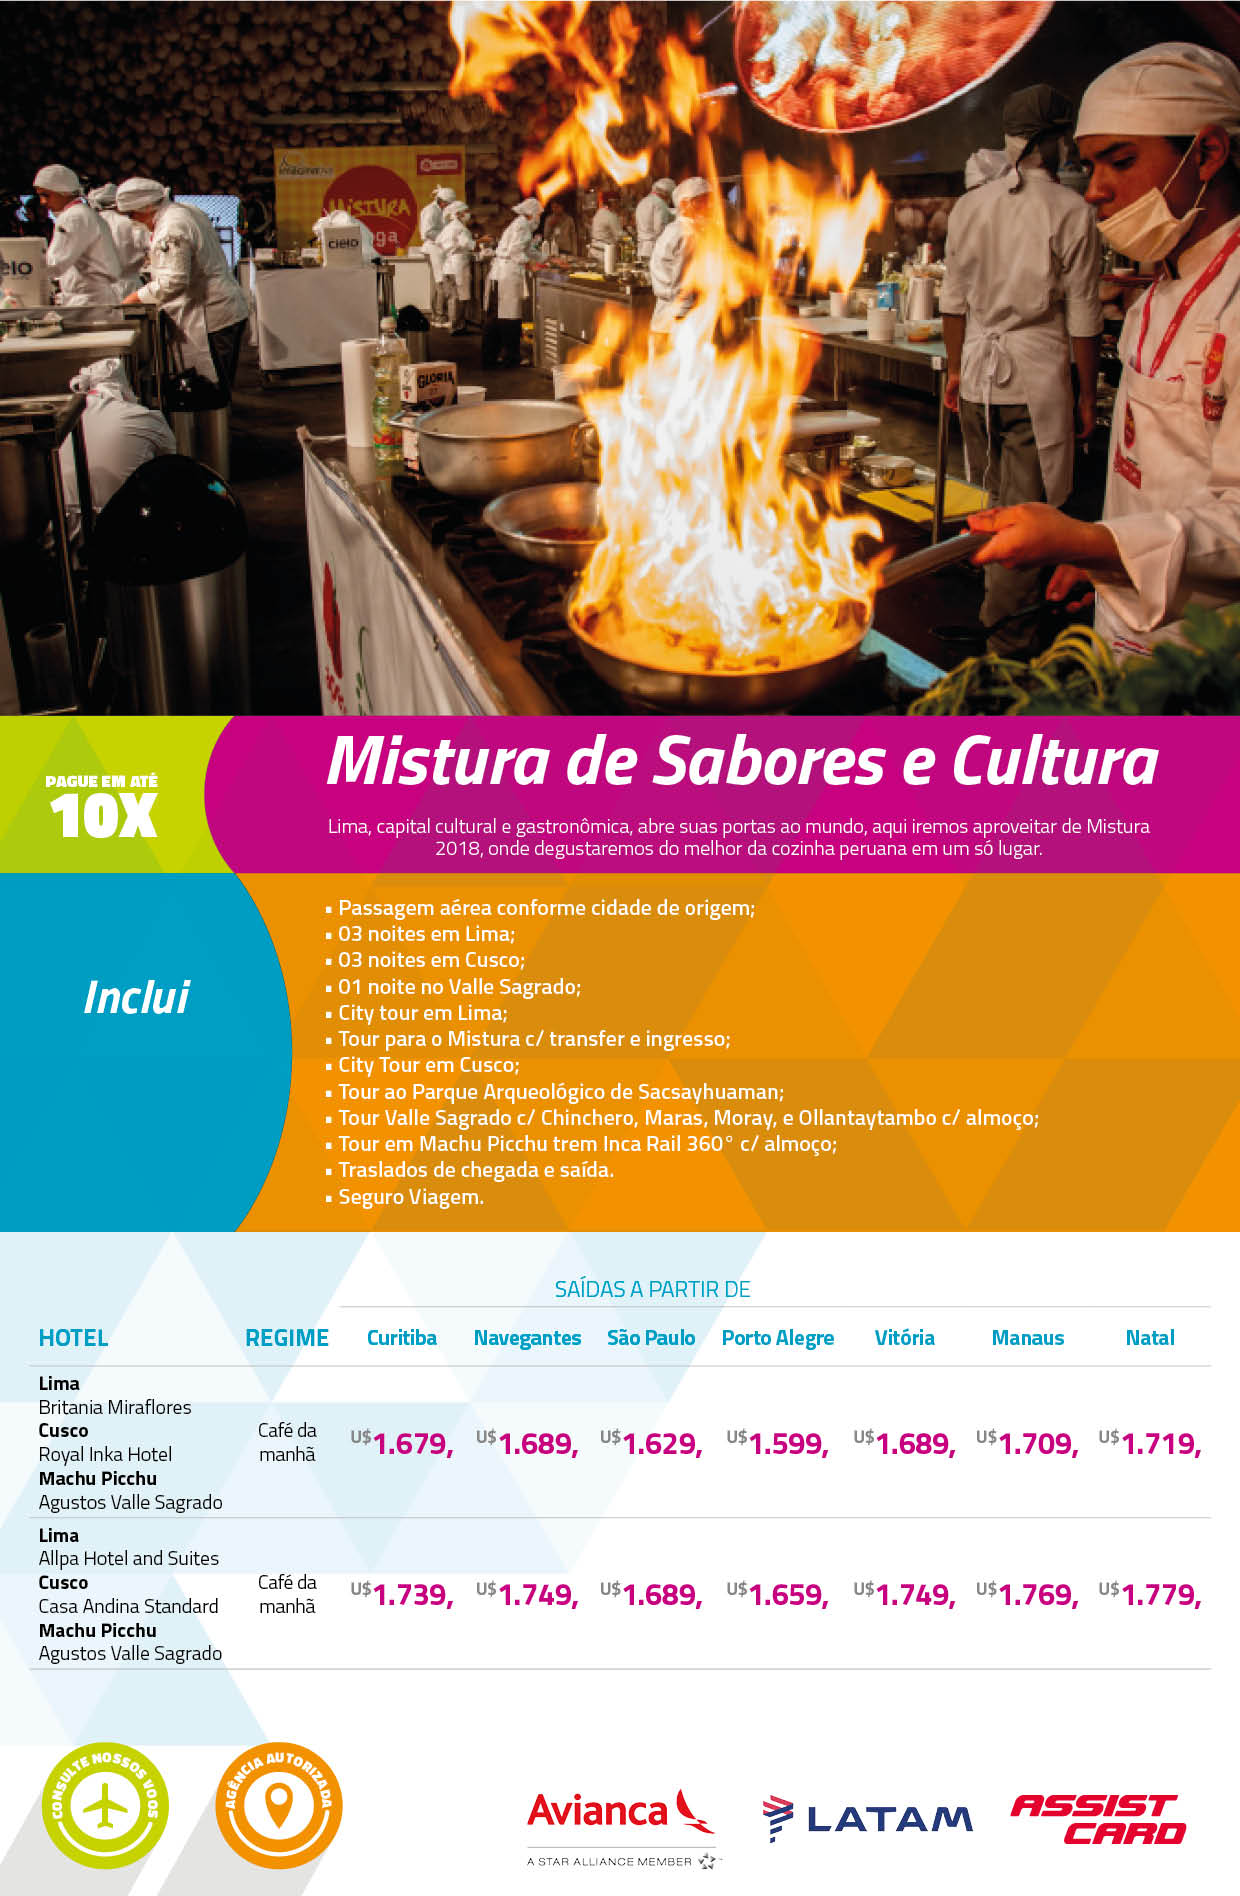 MISTURA
CIELO
GLORIA
PAGUE EM ATÉ
10X
Mistura de Sabores e Cultura
Lima, capital cultural e gastronômica, abre suas portas ao mundo, aqui iremos aproveitar de Mistura
2018, onde degustaremos do melhor da cozinha peruana em um só lugar.
Inclui
▪ Passagem aérea conforme cidade de origem;
▪ 03 noites em Lima;
▪ 03 noites em Cusco;
▪ 01 noite no Valle Sagrado;
▪ City tour em Lima;
▪ Tour para o Mistura c/ transfer e ingresso;
▪ City Tour em Cusco;
▪ Tour ao Parque Arqueológico de Sacsayhuaman;
▪ Tour Valle Sagrado c/ Chinchero, Maras, Moray, e Ollantaytambo c/ almoço;
▪ Tour em Machu Picchu trem Inca Rail 360° c/ almoço;
▪ Traslados de chegada e saída.
▪ Seguro Viagem.
SAÍDAS A PARTIR DE
HOTEL REGIME Curitiba Navegantes São Paulo Porto Alegre Vitória Manaus Natal
Lima
Britania Miraflores
Cusco
Royal Inka Hotel
Machu Picchu
Agustos Valle Sagrado
Café da
manhã
U$1.679, U$1.689, U$1.629, U$1.599, U$1.689, U$1.709, U$1.719,
Lima
Allpa Hotel and Suites
Cusco
Casa Andina Standard
Machu Picchu
Agustos Valle Sagrado
Café da
manhã
U$1.739, U$1.749, U$1.689, U$1.659, U$1.749, U$1.769, U$1.779,
CONSULTE NOSSOS VOOS
AGÊNCIA AUTORIZADA
Avianca
A STAR ALLIANCE MEMBER
LATAM
ASSIST
CARD